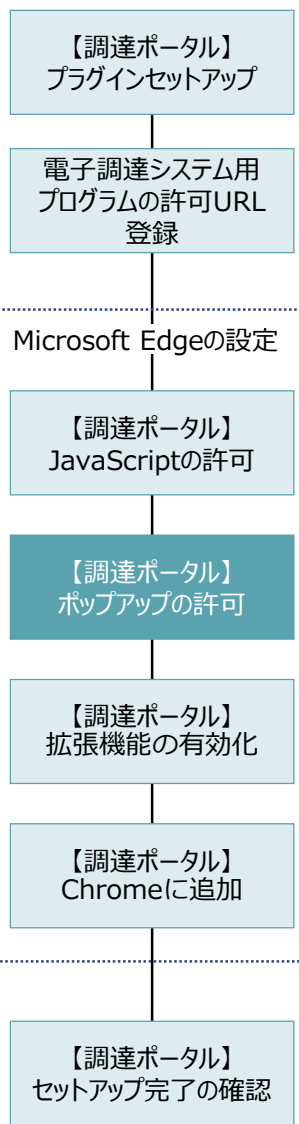 【調達ポータル】
プラグインセットアップ
電子調達システム用
プログラムの許可URL
登録
Microsoft Edgeの設定
【調達ポータル】
JavaScriptの許可
【調達ポータル】
ポップアップの許可
【調達ポータル】
拡張機能の有効化
【調達ポータル】
Chromeに追加
【調達ポータル】
セットアップ完了の確認